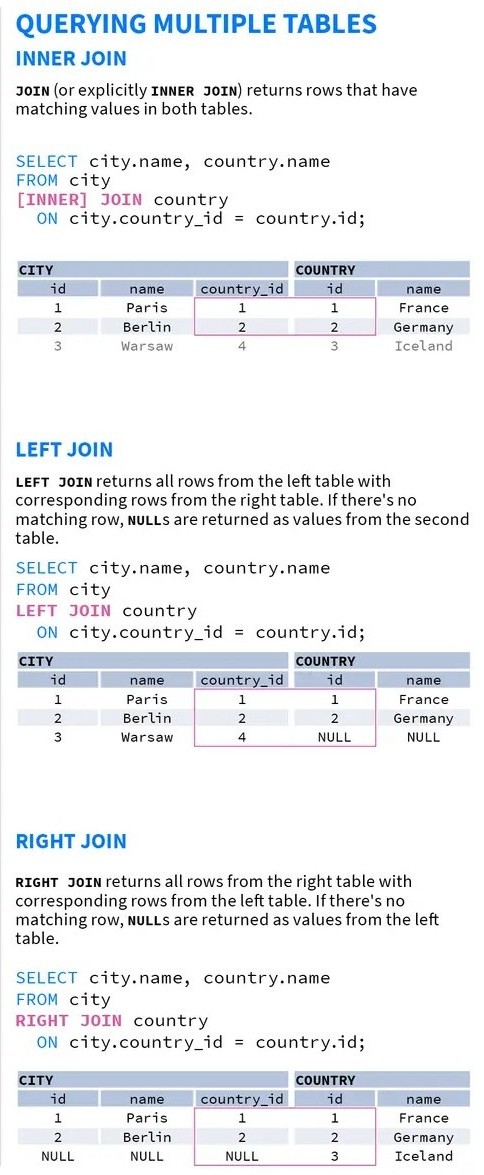 QUERYING MULTIPLE TABLES
INNER JOIN
JOIN (or explicitly INNER JOIN) returns rows that have
matching values in both tables.
SELECT city.name, country.name
FROM city
[INNER] JOIN country
ON city.country_id = country.id;
CITY COUNTRY
id name country_id id name
1 Paris 1 1 France
2 Berlin 2 2 Germany
3 Warsaw 4 3 Iceland
LEFT JOIN
LEFT JOIN returns all rows from the left table with
corresponding rows from the right table. If there's no
matching row, NULLs are returned as values from the second
table.
SELECT city.name, country.name
FROM city
LEFT JOIN country
ON city.country_id = country.id;
CITY COUNTRY
id name country_id id name
1 Paris 1 1 France
2 Berlin 2 2 Germany
3 Warsaw 4 NULL NULL
RIGHT JOIN
RIGHT JOIN returns all rows from the right table with
corresponding rows from the left table. If there's no
matching row, NULLs are returned as values from the left
table.
SELECT city.name, country.name
FROM city
RIGHT JOIN country
ON city.country_id = country.id;
CITY COUNTRY
id name country_id id name
1 Paris 1 1 France
2 Berlin 2 2 Germany
NULL NULL NULL 3 Iceland